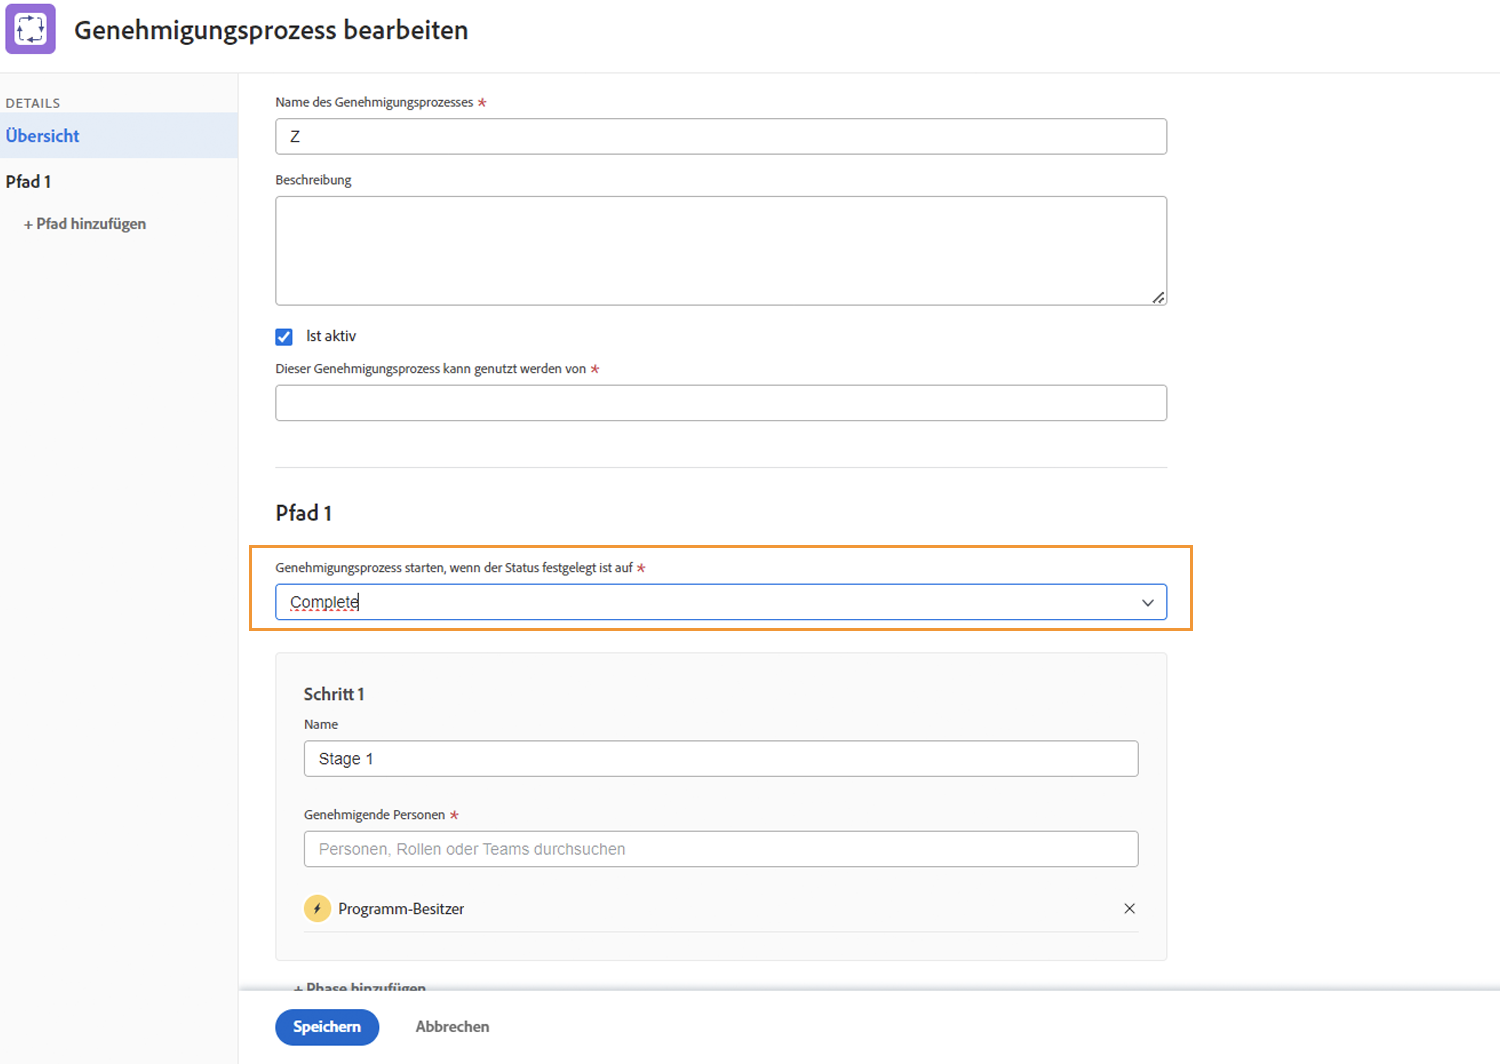 Genehmigungsprozess bearbeiten
DETAILS
Übersicht
Pfad 1
+ Pfad hinzufügen
Name des Genehmigungsprozesses *
Z
Beschreibung
Ist aktiv
Dieser Genehmigungsprozess kann genutzt werden von *
Pfad 1
Genehmigungsprozess starten, wenn der Status festgelegt ist auf *
Complete
Schritt 1
Name
Stage 1
Genehmigende Personen *
Personen, Rollen oder Teams durchsuchen
Programm-Besitzer
+ Phase hinzufügen
Speichern Abbrechen